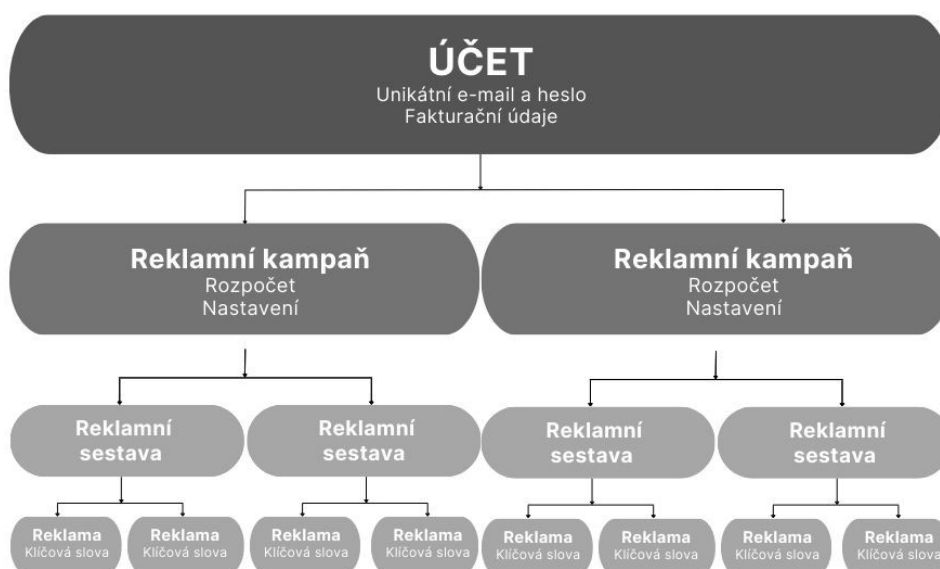 ÚČET
Unikátní e-mail a heslo
Fakturační údaje
Reklamní kampaň
Rozpočet
Nastavení
Reklamní kampaň
Rozpočet
Nastavení
Reklamní
sestava
Reklamní
sestava
Reklamní
sestava
Reklamní
sestava
Reklama
Klíčová slova
Reklama
Klíčová slova
Reklama
Klíčová slova
Reklama
Klíčová slova
Reklama
Klíčová slova
Reklama
Klíčová slova
Reklama
Klíčová slova
Reklama
Klíčová slova